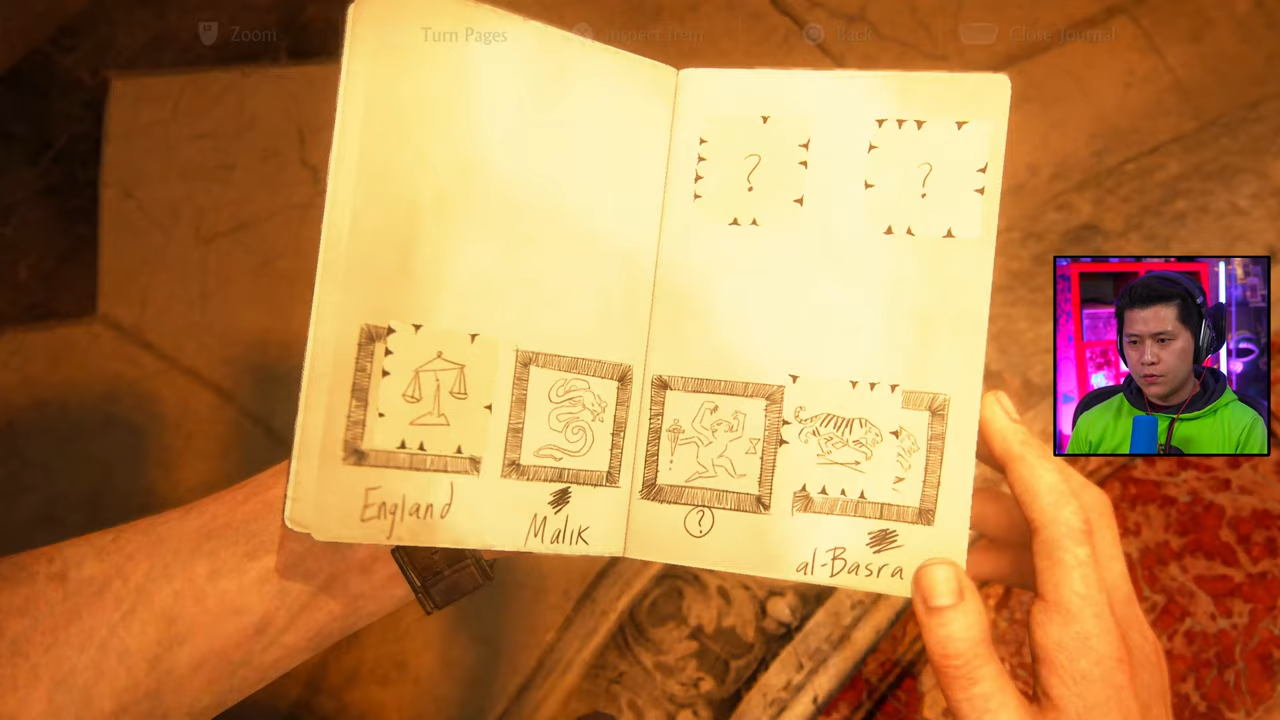 Zoom
Turn Pages
Inspect Item
Back
Close Journal
?
?
England
Malik
?
al-Basra